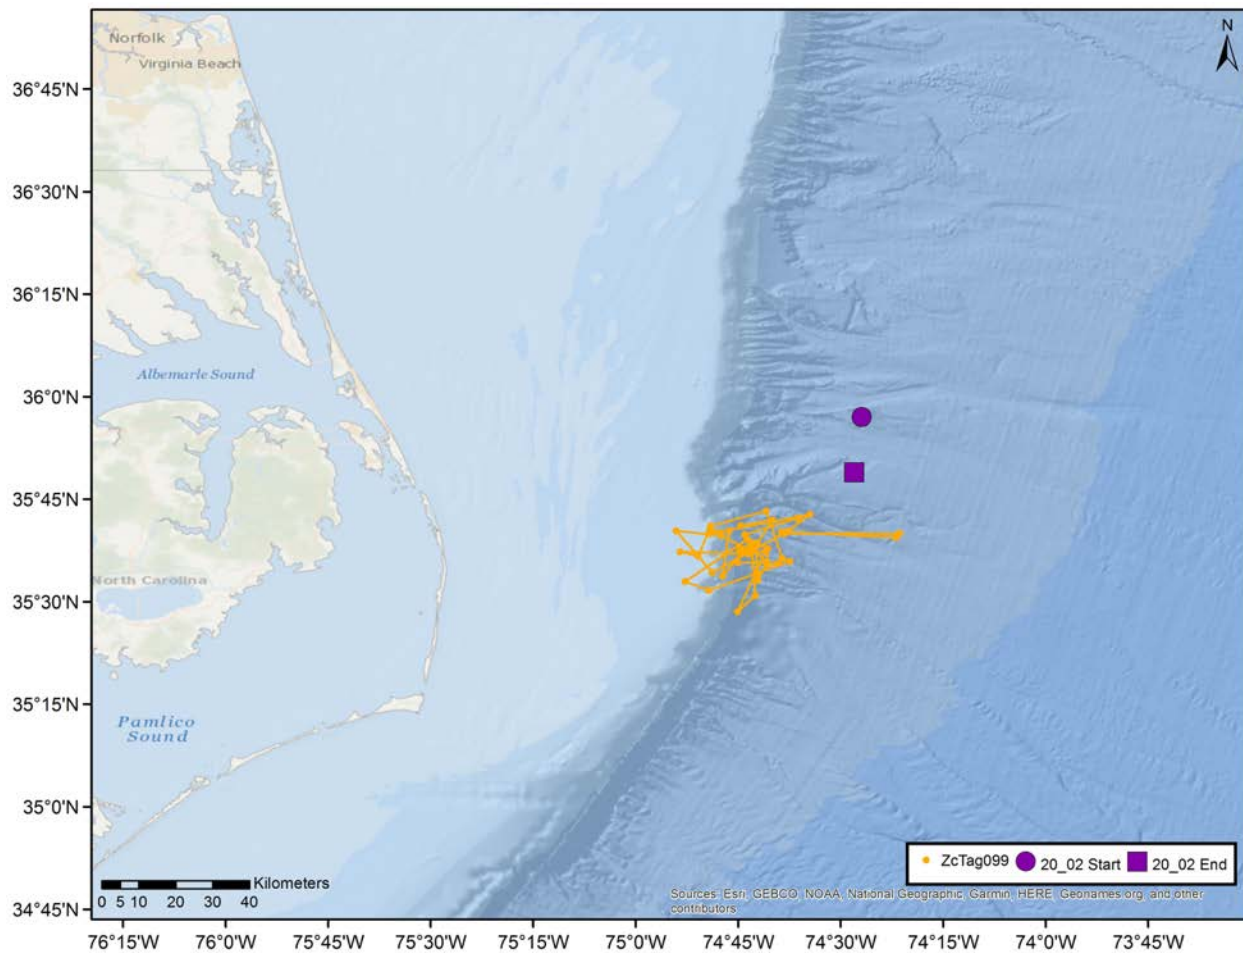 N
Norfolk
Virginia Beach
36°45'N
36°30'N
36°15'N
36°0'N
35°45'N
35°30'N
35°15'N
35°0'N
34°45'N
Albemarle Sound
North Carolina
Pamlico
Sound
ZcTag099 20_02 Start 20_02 End
Kilometers
0 5 10 20 30 40
Sources: Esri, GEBCO, NOAA, National Geographic, Garmin, HERE, Geonames.org, and other
contributors
76°15'W 76°0'W 75°45'W 75°30'W 75°15'W 75°0'W 74°45'W 74°30'W 74°15'W 74°0'W 73°45'W